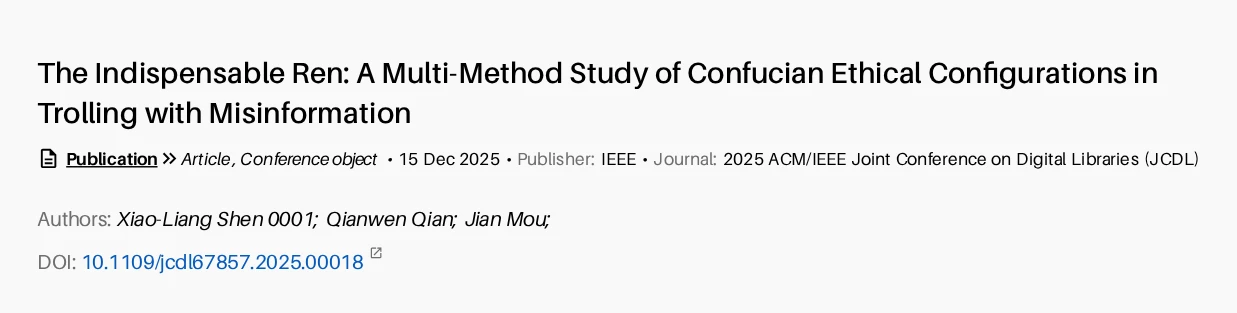 The Indispensable Ren: A Multi-Method Study of Confucian Ethical Configurations in
Trolling with Misinformation
Publication » Article, Conference object • 15 Dec 2025 • Publisher: IEEE • Journal: 2025 ACM/IEEE Joint Conference on Digital Libraries (JCDL)
Authors: Xiao-Liang Shen 0001; Qianwen Qian; Jian Mou;
DOI: 10.1109/jcdl67857.2025.00018